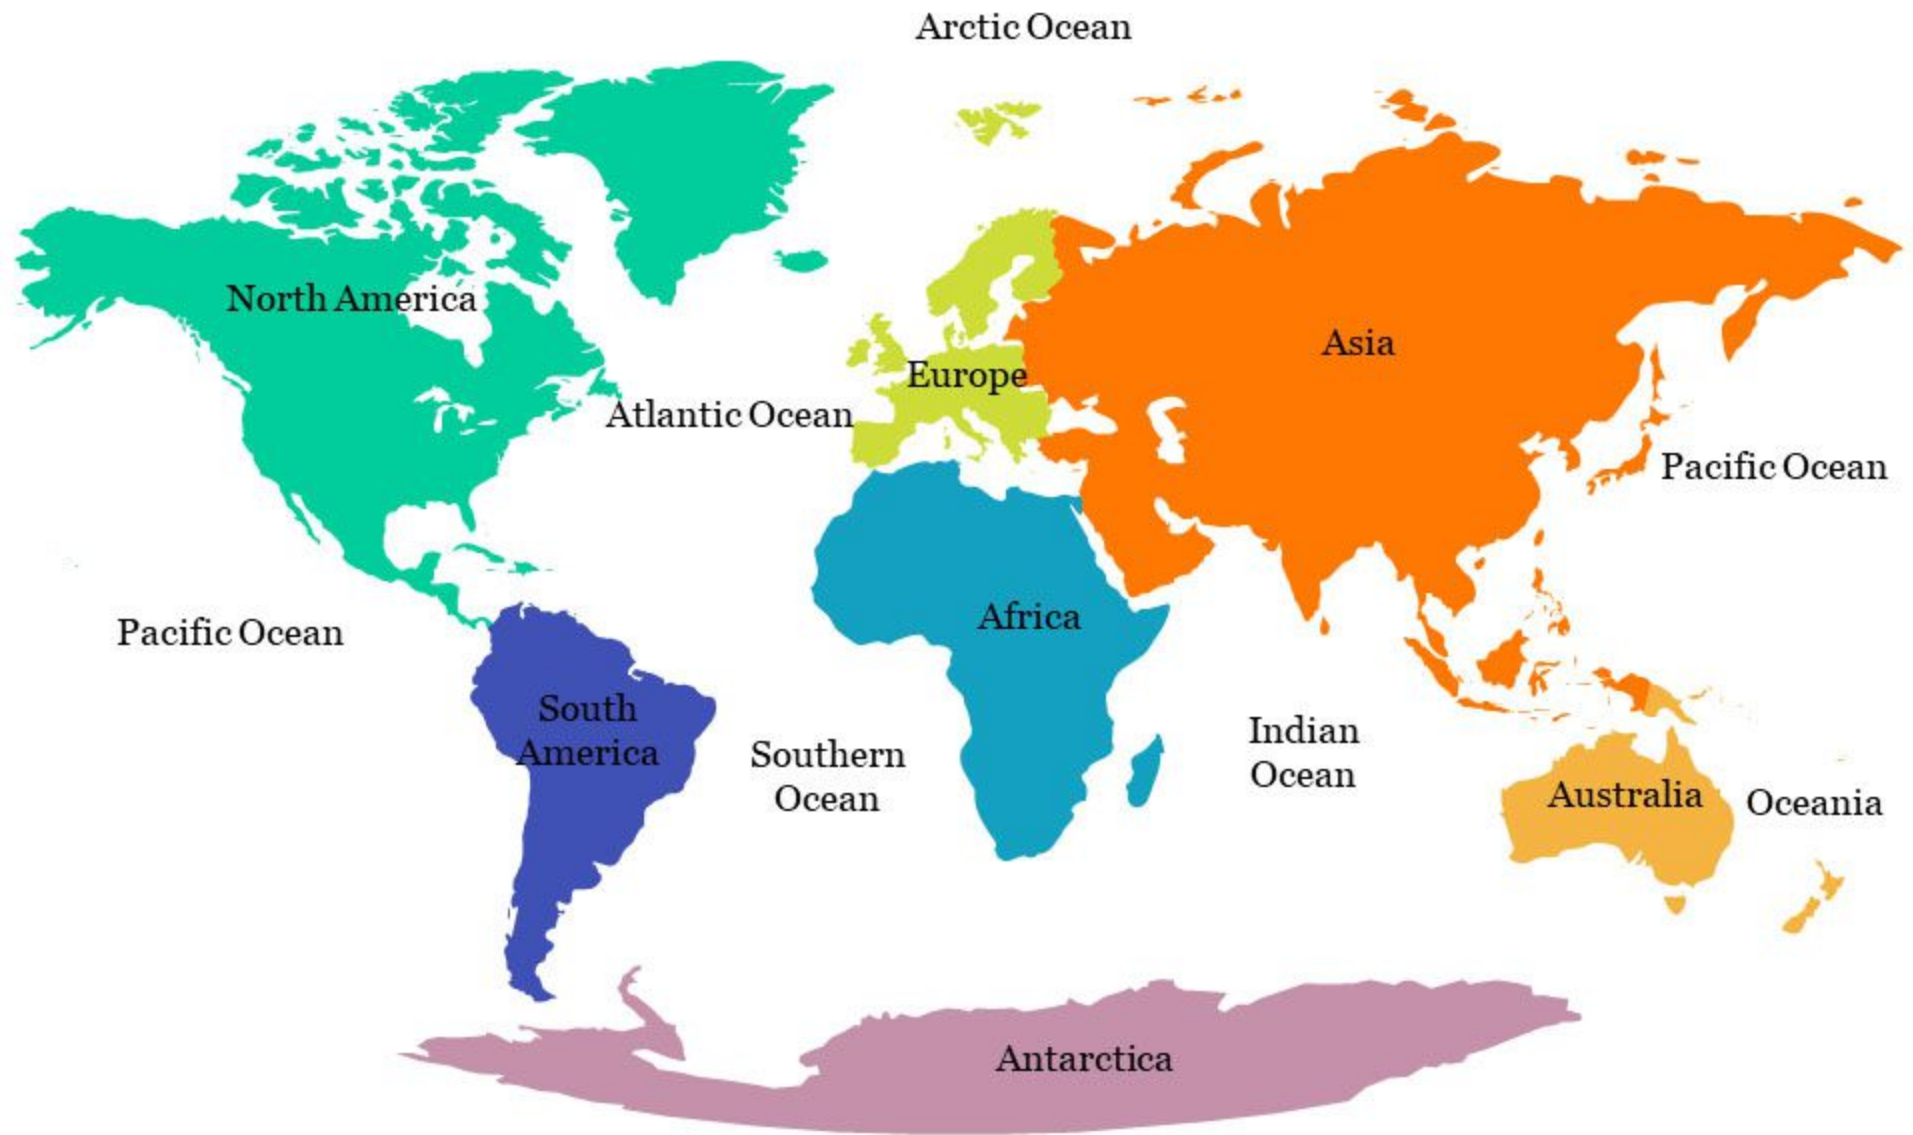 Arctic Ocean
North America
Asia
Europe
Atlantic Ocean
Pacific Ocean
Africa
Pacific Ocean
South
America
Southern
Ocean
Indian
Ocean
Australia
Oceania
Antarctica